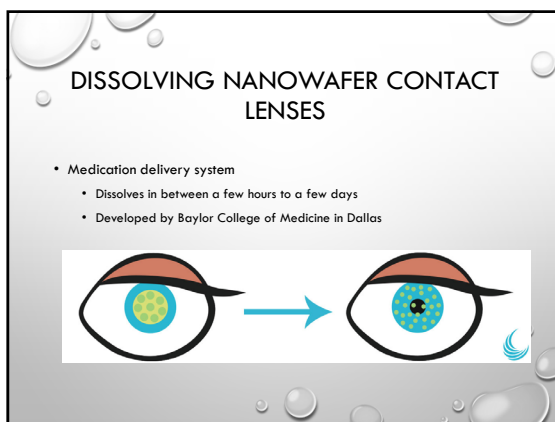 DISSOLVING NANOWAFER CONTACT
LENSES
• Medication delivery system
• Dissolves in between a few hours to a few days
• Developed by Baylor College of Medicine in Dallas